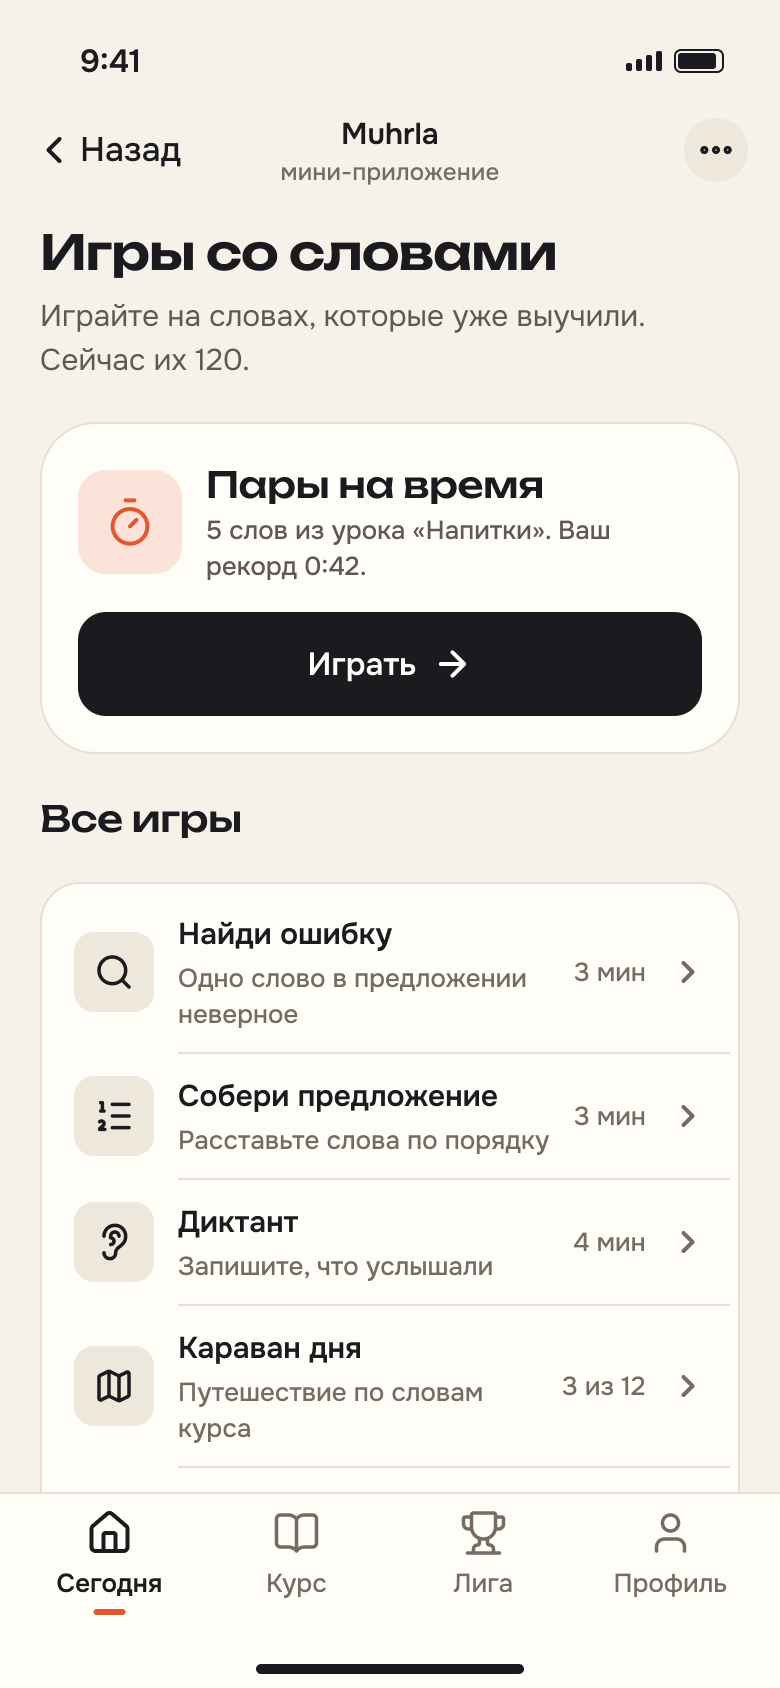 9:41
Назад
Muhrla
мини-приложение
Игры со словами
Играйте на словах, которые уже выучили.
Сейчас их 120.
Пары на время
5 слов из урока «Напитки». Ваш
рекорд 0:42.
Играть
Все игры
Найди ошибку
Одно слово в предложении
неверное
3 мин
Собери предложение
Расставьте слова по порядку
3 мин
Диктант
Запишите, что услышали
4 мин
Караван дня
Путешествие по словам
курса
3 из 12
Сегодня
Курс
Лига
Профиль